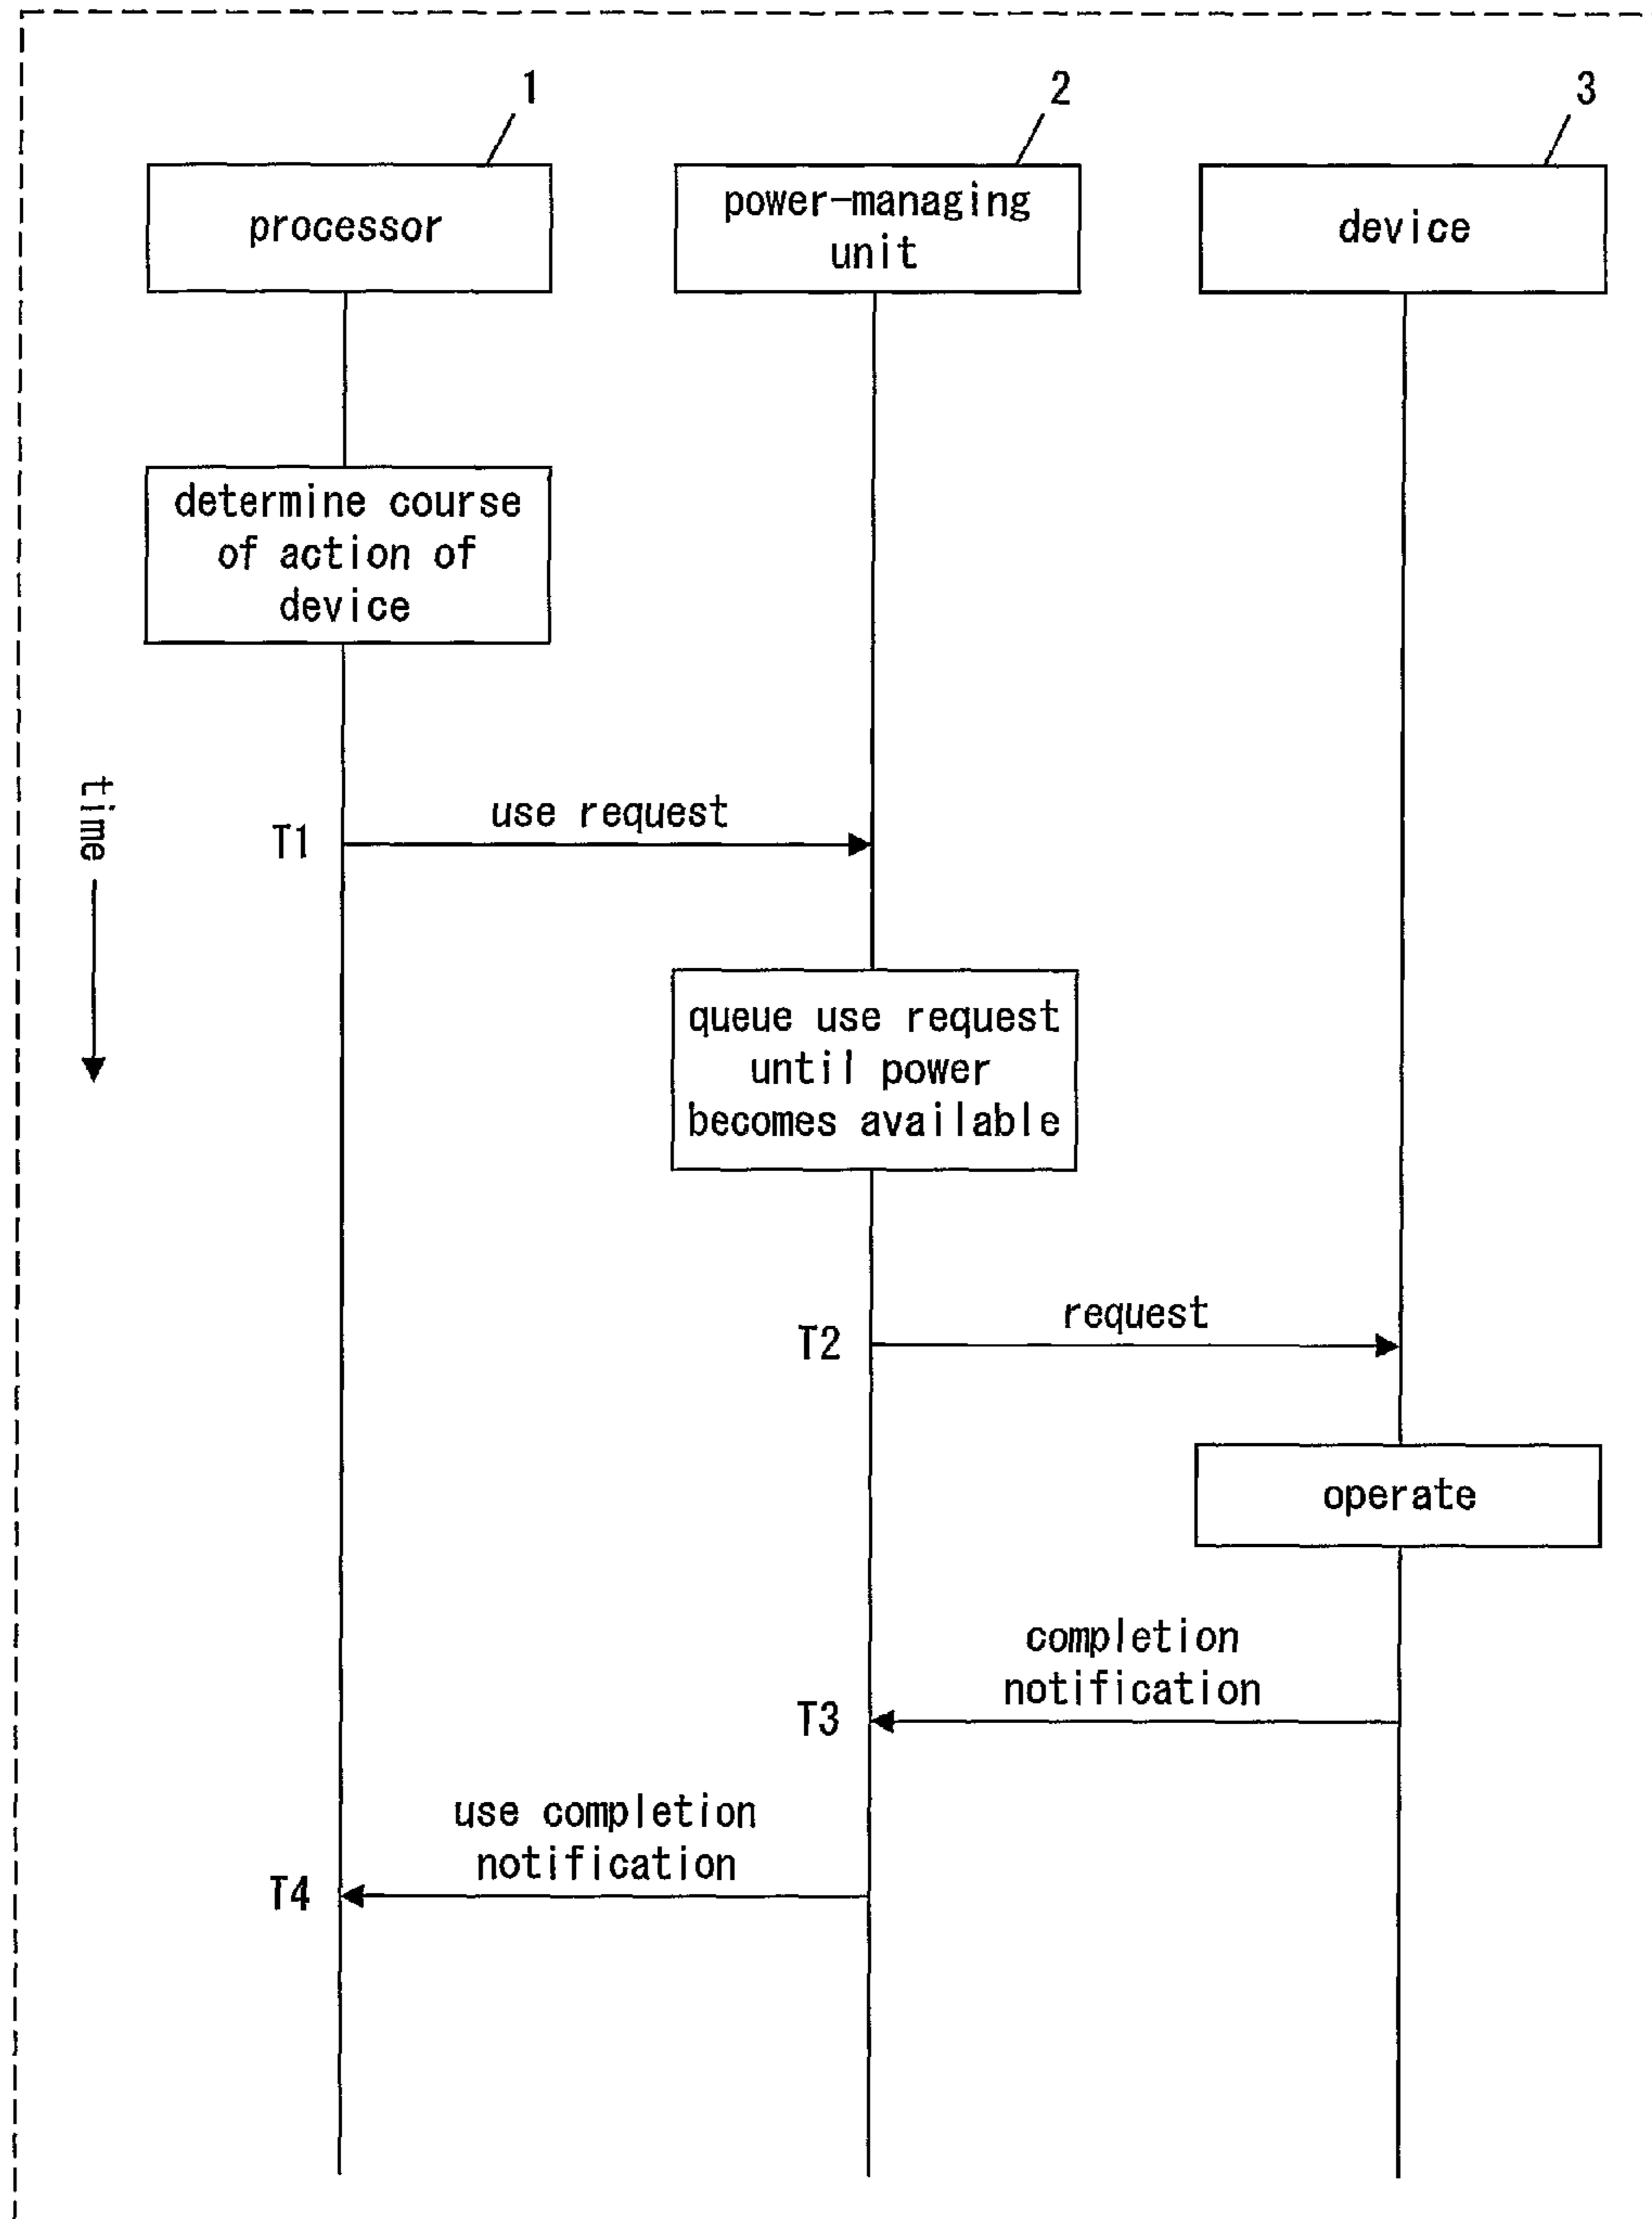 1
2
3
processor
power-managing
unit
device
determine course
of action of
device
time
T1
use request
queue use request
until power
becomes available
T2
request
operate
completion
notification
T3
use completion
notification
T4